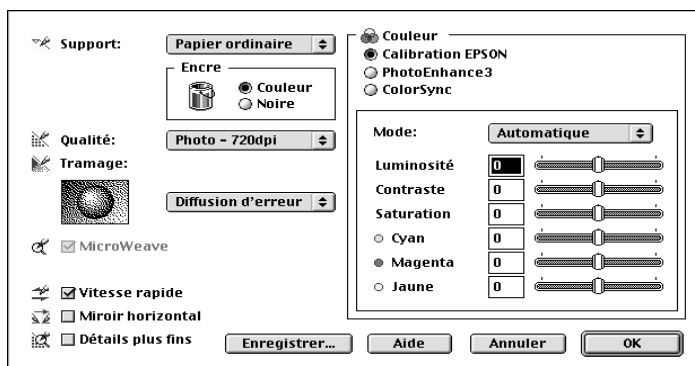 Support:
Papier ordinaire
Encre
Couleur
Noire
Qualité:
Photo - 720dpi
Tramage:
Diffusion d'erreur
MicroWeave
Vitesse rapide
Miroir horizontal
Détails plus fins
Couleur
Calibration EPSON
PhotoEnhance3
ColorSync
Mode:
Automatique
Luminosité
0
Contraste
0
Saturation
0
Cyan
0
Magenta
0
Jaune
0
Enregistrer...
Aide
Annuler
OK